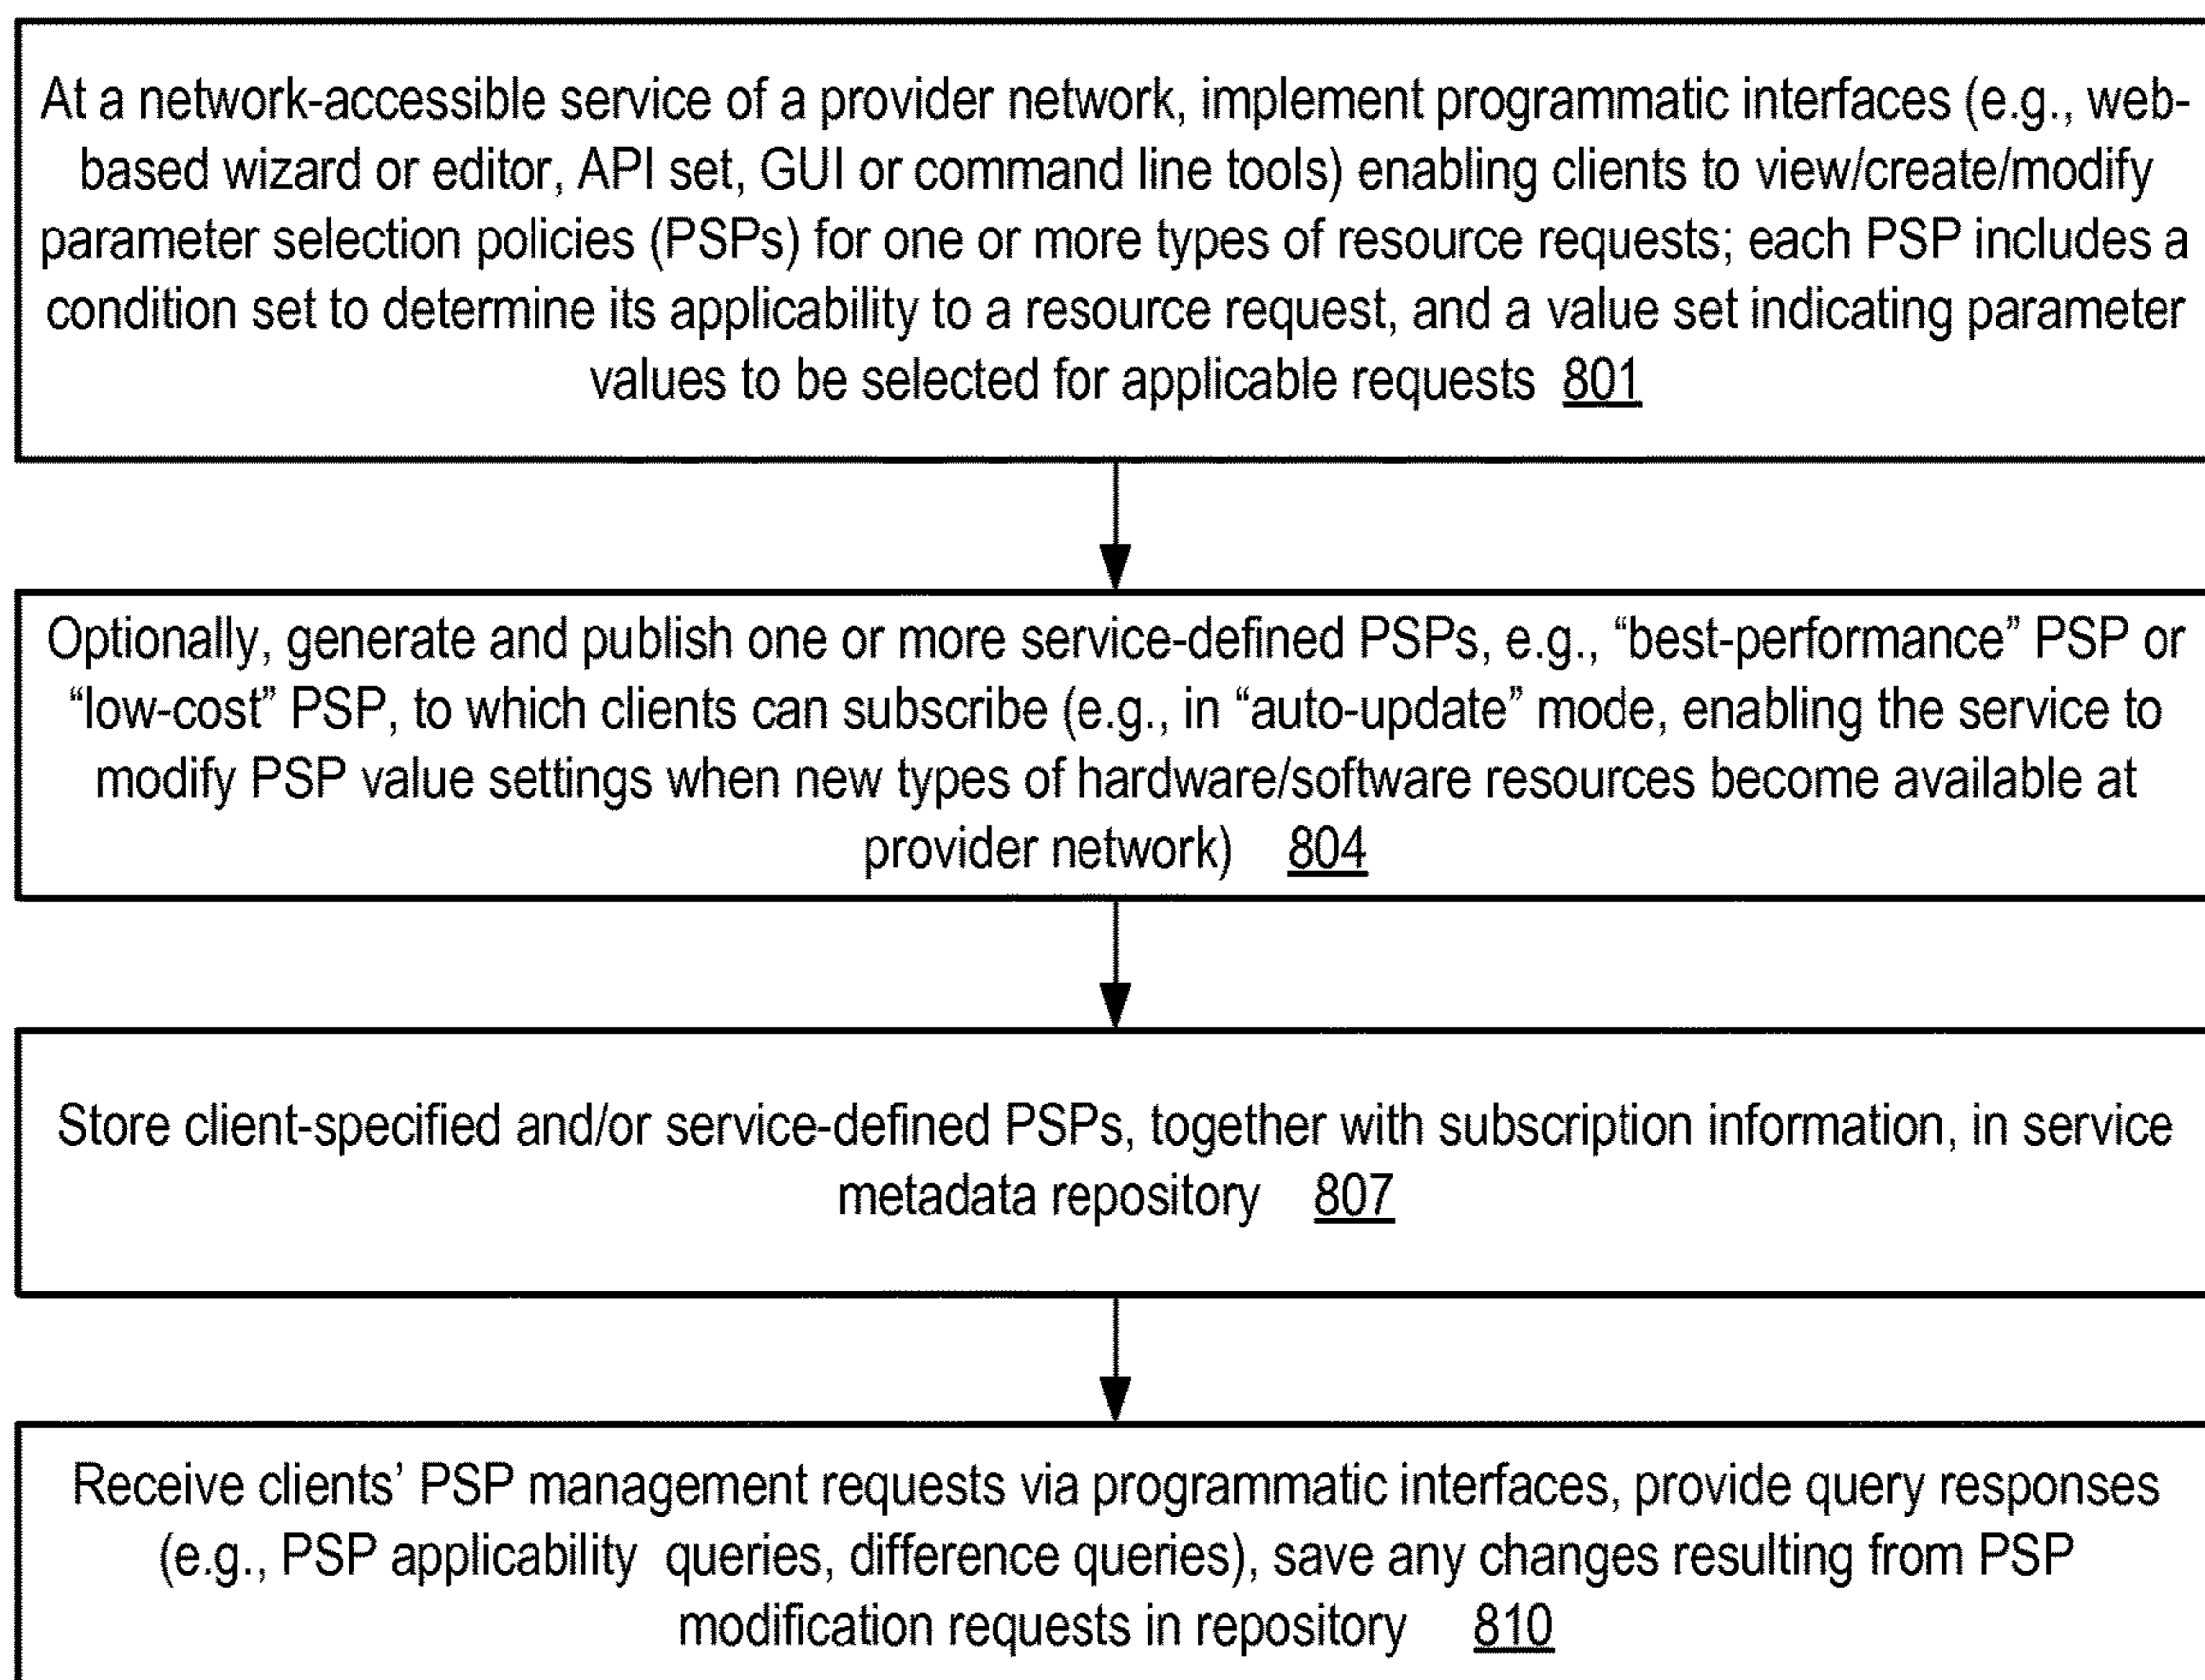 At a network-accessible service of a provider network, implement programmatic interfaces (e.g., web-
based wizard or editor, API set, GUI or command line tools) enabling clients to view/create/modify
parameter selection policies (PSPs) for one or more types of resource requests; each PSP includes a
condition set to determine its applicability to a resource request, and a value set indicating parameter
values to be selected for applicable requests 801
Optionally, generate and publish one or more service-defined PSPs, e.g., “best-performance” PSP or
“low-cost” PSP, to which clients can subscribe (e.g., in “auto-update” mode, enabling the service to
modify PSP value settings when new types of hardware/software resources become available at
provider network) 804
Store client-specified and/or service-defined PSPs, together with subscription information, in service
metadata repository 807
Receive clients’ PSP management requests via programmatic interfaces, provide query responses
(e.g., PSP applicability queries, difference queries), save any changes resulting from PSP
modification requests in repository 810